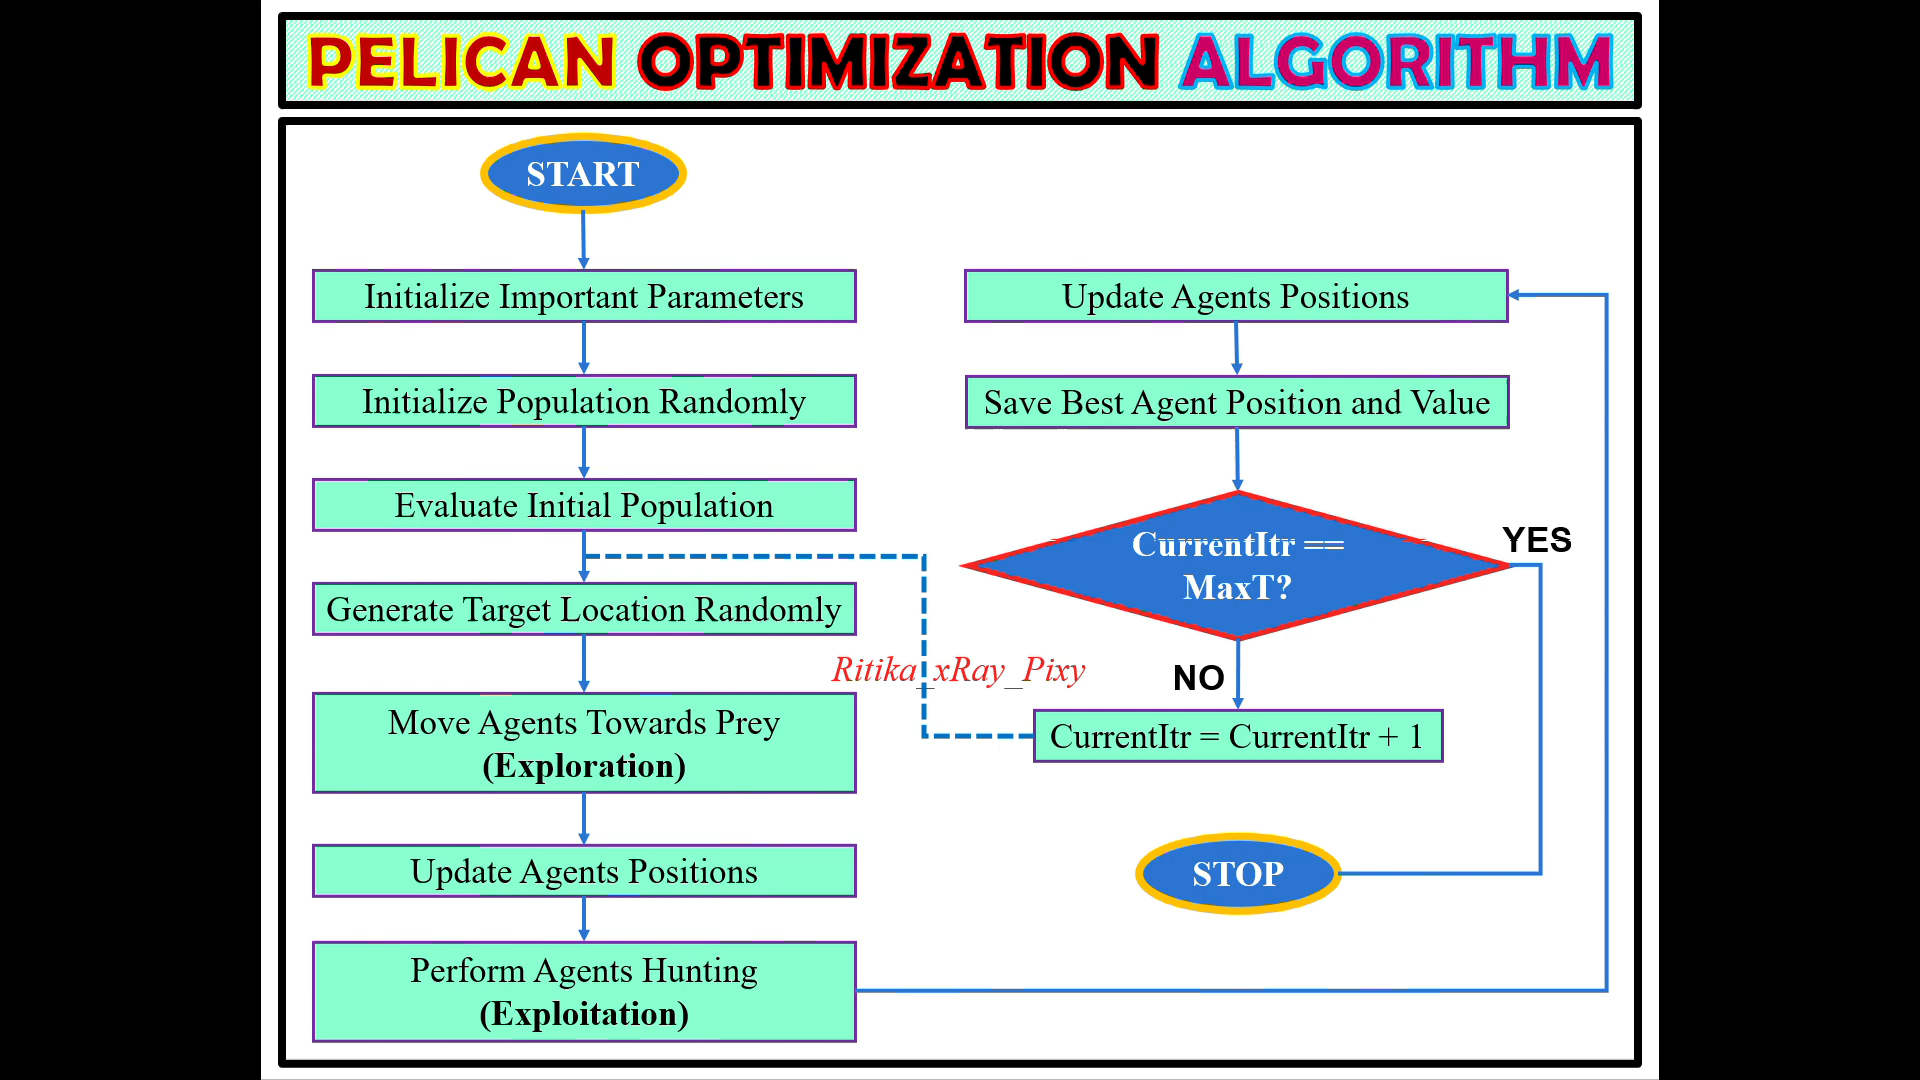 PELICAN OPTIMIZATION ALGORITHM
START
Initialize Important Parameters
Initialize Population Randomly
Evaluate Initial Population
Generate Target Location Randomly
Move Agents Towards Prey
(Exploration)
Update Agents Positions
Perform Agents Hunting
(Exploitation)
Update Agents Positions
Save Best Agent Position and Value
CurrentItr ==
MaxT?
YES
NO
CurrentItr = CurrentItr + 1
STOP
Ritika_xRay_Pixy